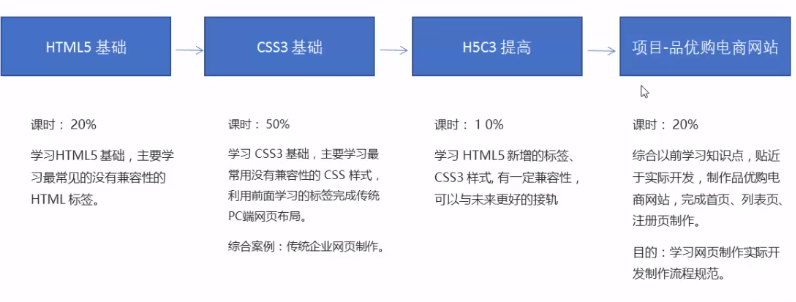 HTML5 基础
CSS3 基础
H5C3 提高
项目-品优购电商网站
课时： 20%
学习HTML5 基础，主要学
习最常见的没有兼容性的
HTML 标签。
课时： 50%
学习 CSS3 基础，主要学习最
常用没有兼容性的 CSS 样式，
利用前面学习的标签完成传统
PC端网页布局。
综合案例：传统企业网页制作。
课时： 1 0%
学习 HTML5 新增的标签、
CSS3 样式, 有一定兼容性，
可以与未来更好的接轨
课时： 20%
综合以前学习知识点，贴近
于实际开发，制作品优购电
商网站，完成首页、列表页、
注册页制作。
目的：学习网页制作实际开
发制作流程规范。